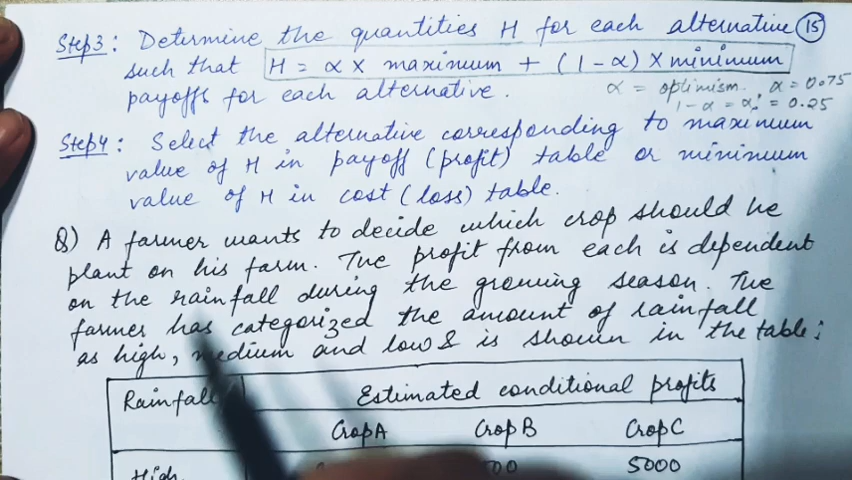 Step3: Determine the quantities H for each alternative 15
such that H = α x maximum + (1-α) X minimum
payoffs for each alternative.
α = optimism. α = 0.75
1-α = = 0.25
Step4: Select the alternative corresponding to maximum
value of H in payoff (profit) table or minimum
value of H in cost (loss) table.
Q) A farmer wants to decide which crop should he
plant on his farm. The profit from each is dependent
on the rainfall during the growing season. The
farmer has categorized the amount of rainfall
as high, medium and low & is shown in the table:
Rainfall Estimated conditional profits
Crop A Crop B Crop C
High 5000